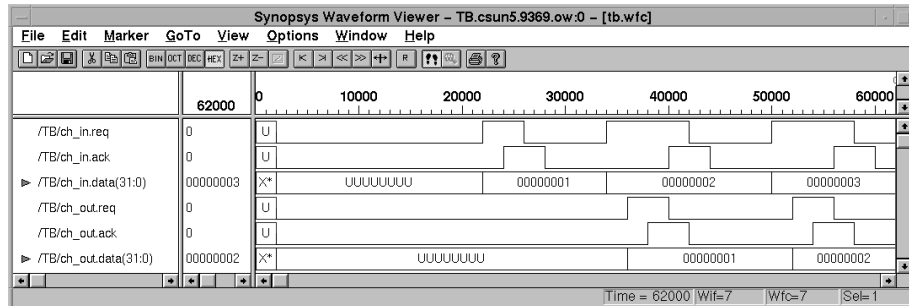 Synopsys Waveform Viewer – TB.csun5.9369.ow:0 – [tb.wfc]
File Edit Marker GoTo View Options Window Help
BIN OCT DEC HEX Z+ Z- Z R
62000 0 10000 20000 30000 40000 50000 60000
/TB/ch_in.req 0 U
/TB/ch_in.ack 0 U
/TB/ch_in.data(31:0) 00000003 X* UUUUUUUU 00000001 00000002 00000003
/TB/ch_out.req 0 U
/TB/ch_out.ack 0 U
/TB/ch_out.data(31:0) 00000002 X* UUUUUUUU 00000001 00000002
Time = 62000 Wif=7 Wfc=7 Sel=1